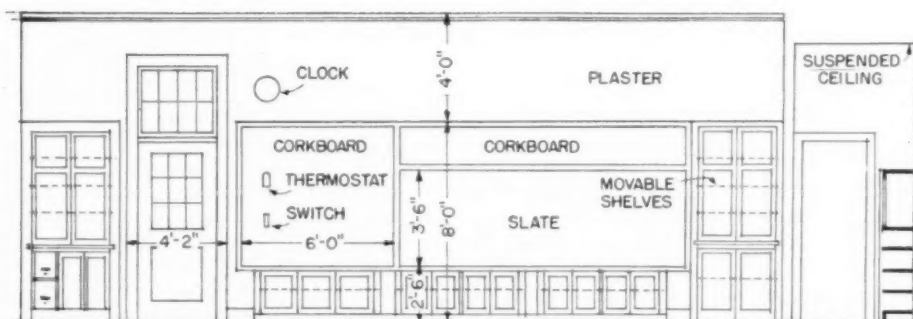 CLOCK
4'-0"
PLASTER
SUSPENDED
CEILING
CORKBOARD
CORKBOARD
THERMOSTAT
MOVABLE
SHELVES
SWITCH
3'-6"
8'-0"
SLATE
4'-2"
6'-0"
2'-6"